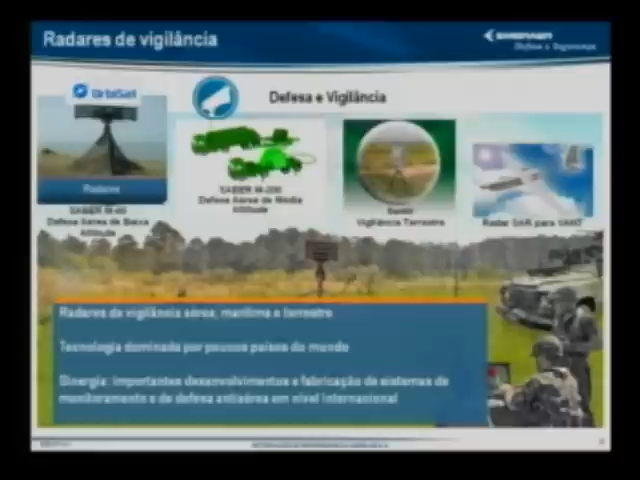 Radares de vigilância
EMBRAER
Defesa e Segurança
OrbiSat
Defesa e Vigilância
Radares
SABER M-60
Defesa Aérea de Baixa
Altitude
SABER M-200
Defesa Aérea de Média
Altitude
Vigilância Terrestre
Radar SAR para VANT
Radares de vigilância aérea, marítima e terrestre
Tecnologia dominada por poucos países do mundo
Sinergia: importantes desenvolvimentos e fabricação de sistemas de
monitoramento e de defesa antiaérea em nível internacional